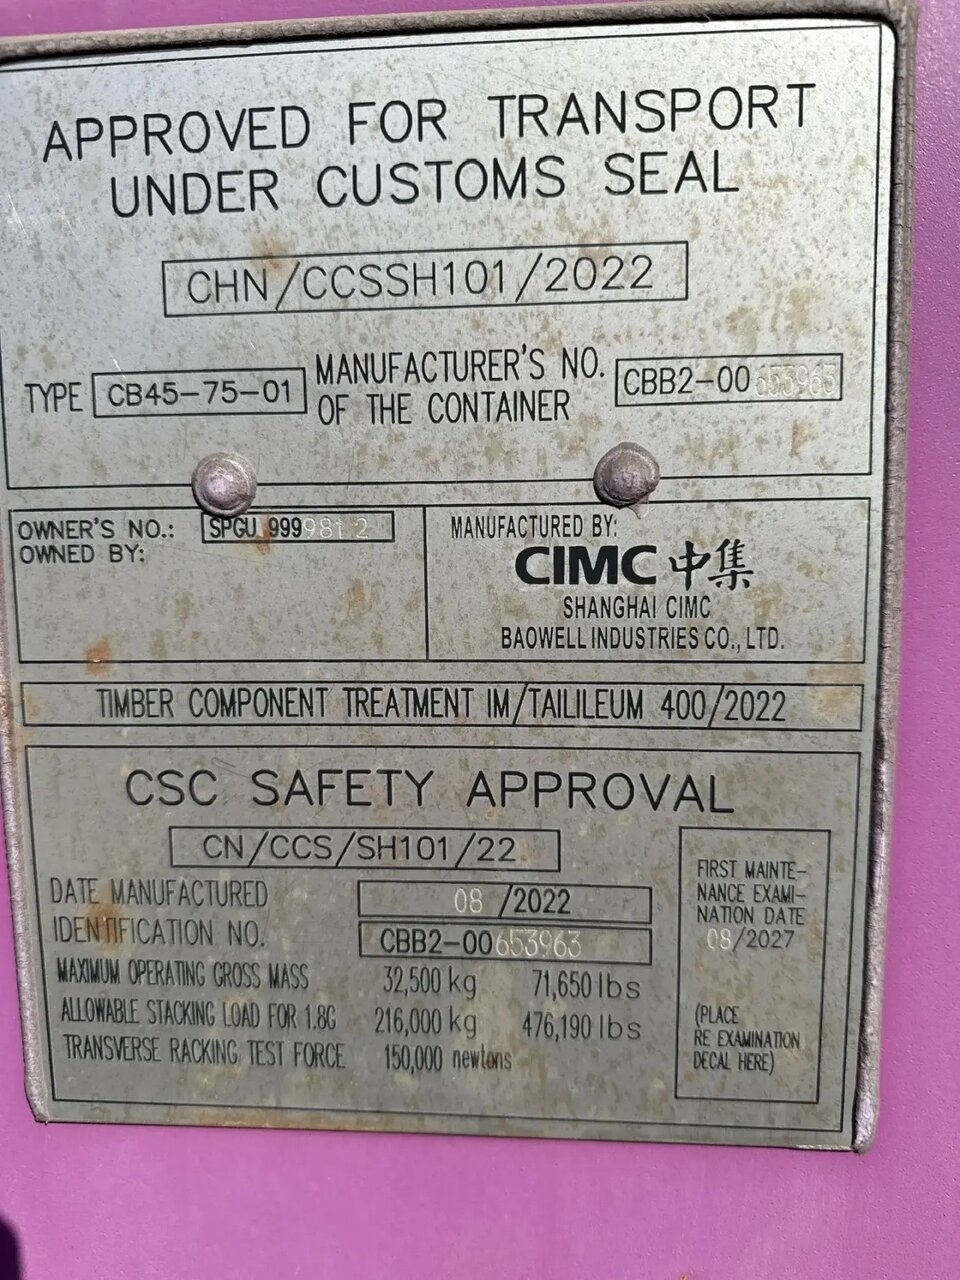 APPROVED FOR TRANSPORT
UNDER CUSTOMS SEAL
CHN/CCSSH101/2022
TYPE CB45-75-01 MANUFACTURER'S NO.
OF THE CONTAINER CBB2-00653963
OWNER'S NO.: SPGU 999981 2
OWNED BY:
MANUFACTURED BY:
CIMC 中集
SHANGHAI CIMC
BAOWELL INDUSTRIES CO., LTD.
TIMBER COMPONENT TREATMENT IM/TAILILEUM 400/2022
CSC SAFETY APPROVAL
CN/CCS/SH101/22
DATE MANUFACTURED 08/2022
IDENTIFICATION NO. CBB2-00653963
MAXIMUM OPERATING GROSS MASS 32,500 kg 71,650 lbs
ALLOWABLE STACKING LOAD FOR 1.8G 216,000 kg 476,190 lbs
TRANSVERSE RACKING TEST FORCE 150,000 newtons
FIRST MAINTE-
NANCE EXAMI-
NATION DATE
08/2027
(PLACE
RE EXAMINATION
DECAL HERE)